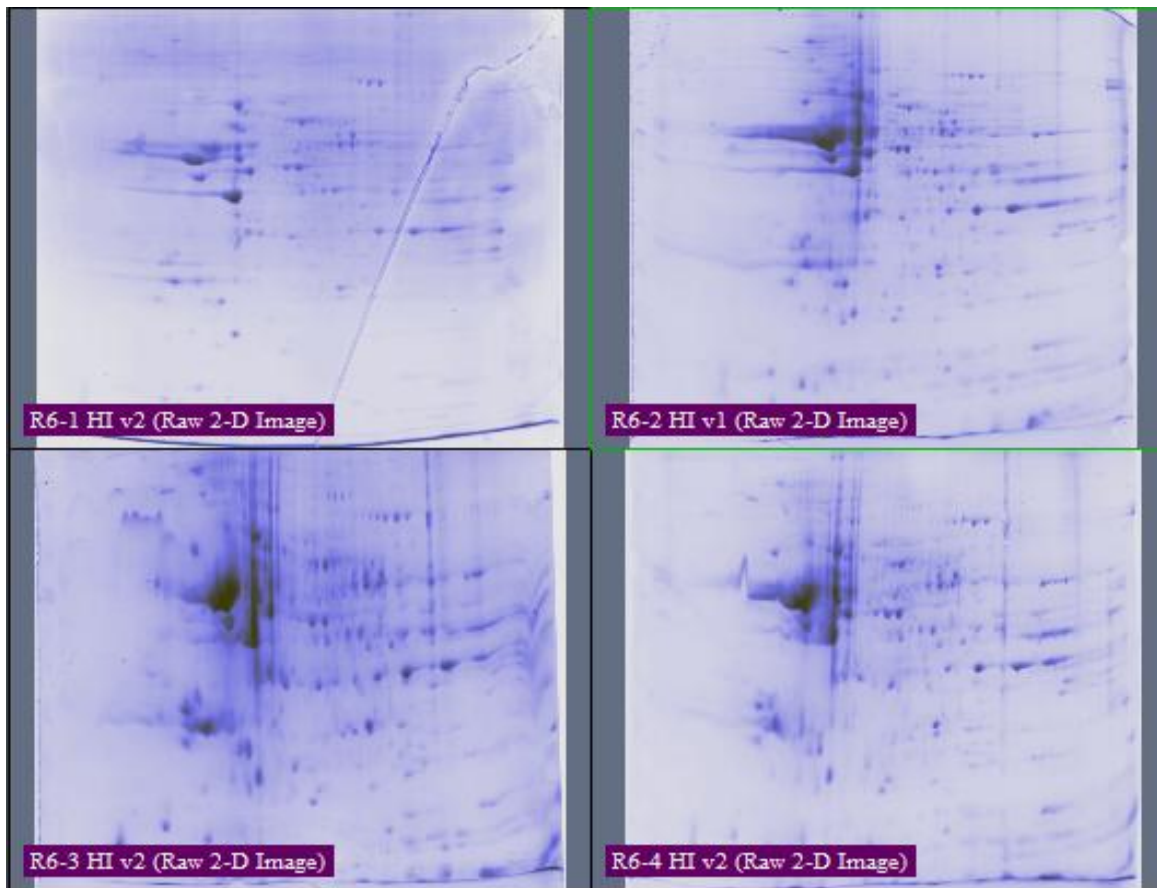 R6-1 HI v2 (Raw 2-D Image)
R6-2 HI v1 (Raw 2-D Image)
R6-3 HI v2 (Raw 2-D Image)
R6-4 HI v2 (Raw 2-D Image)